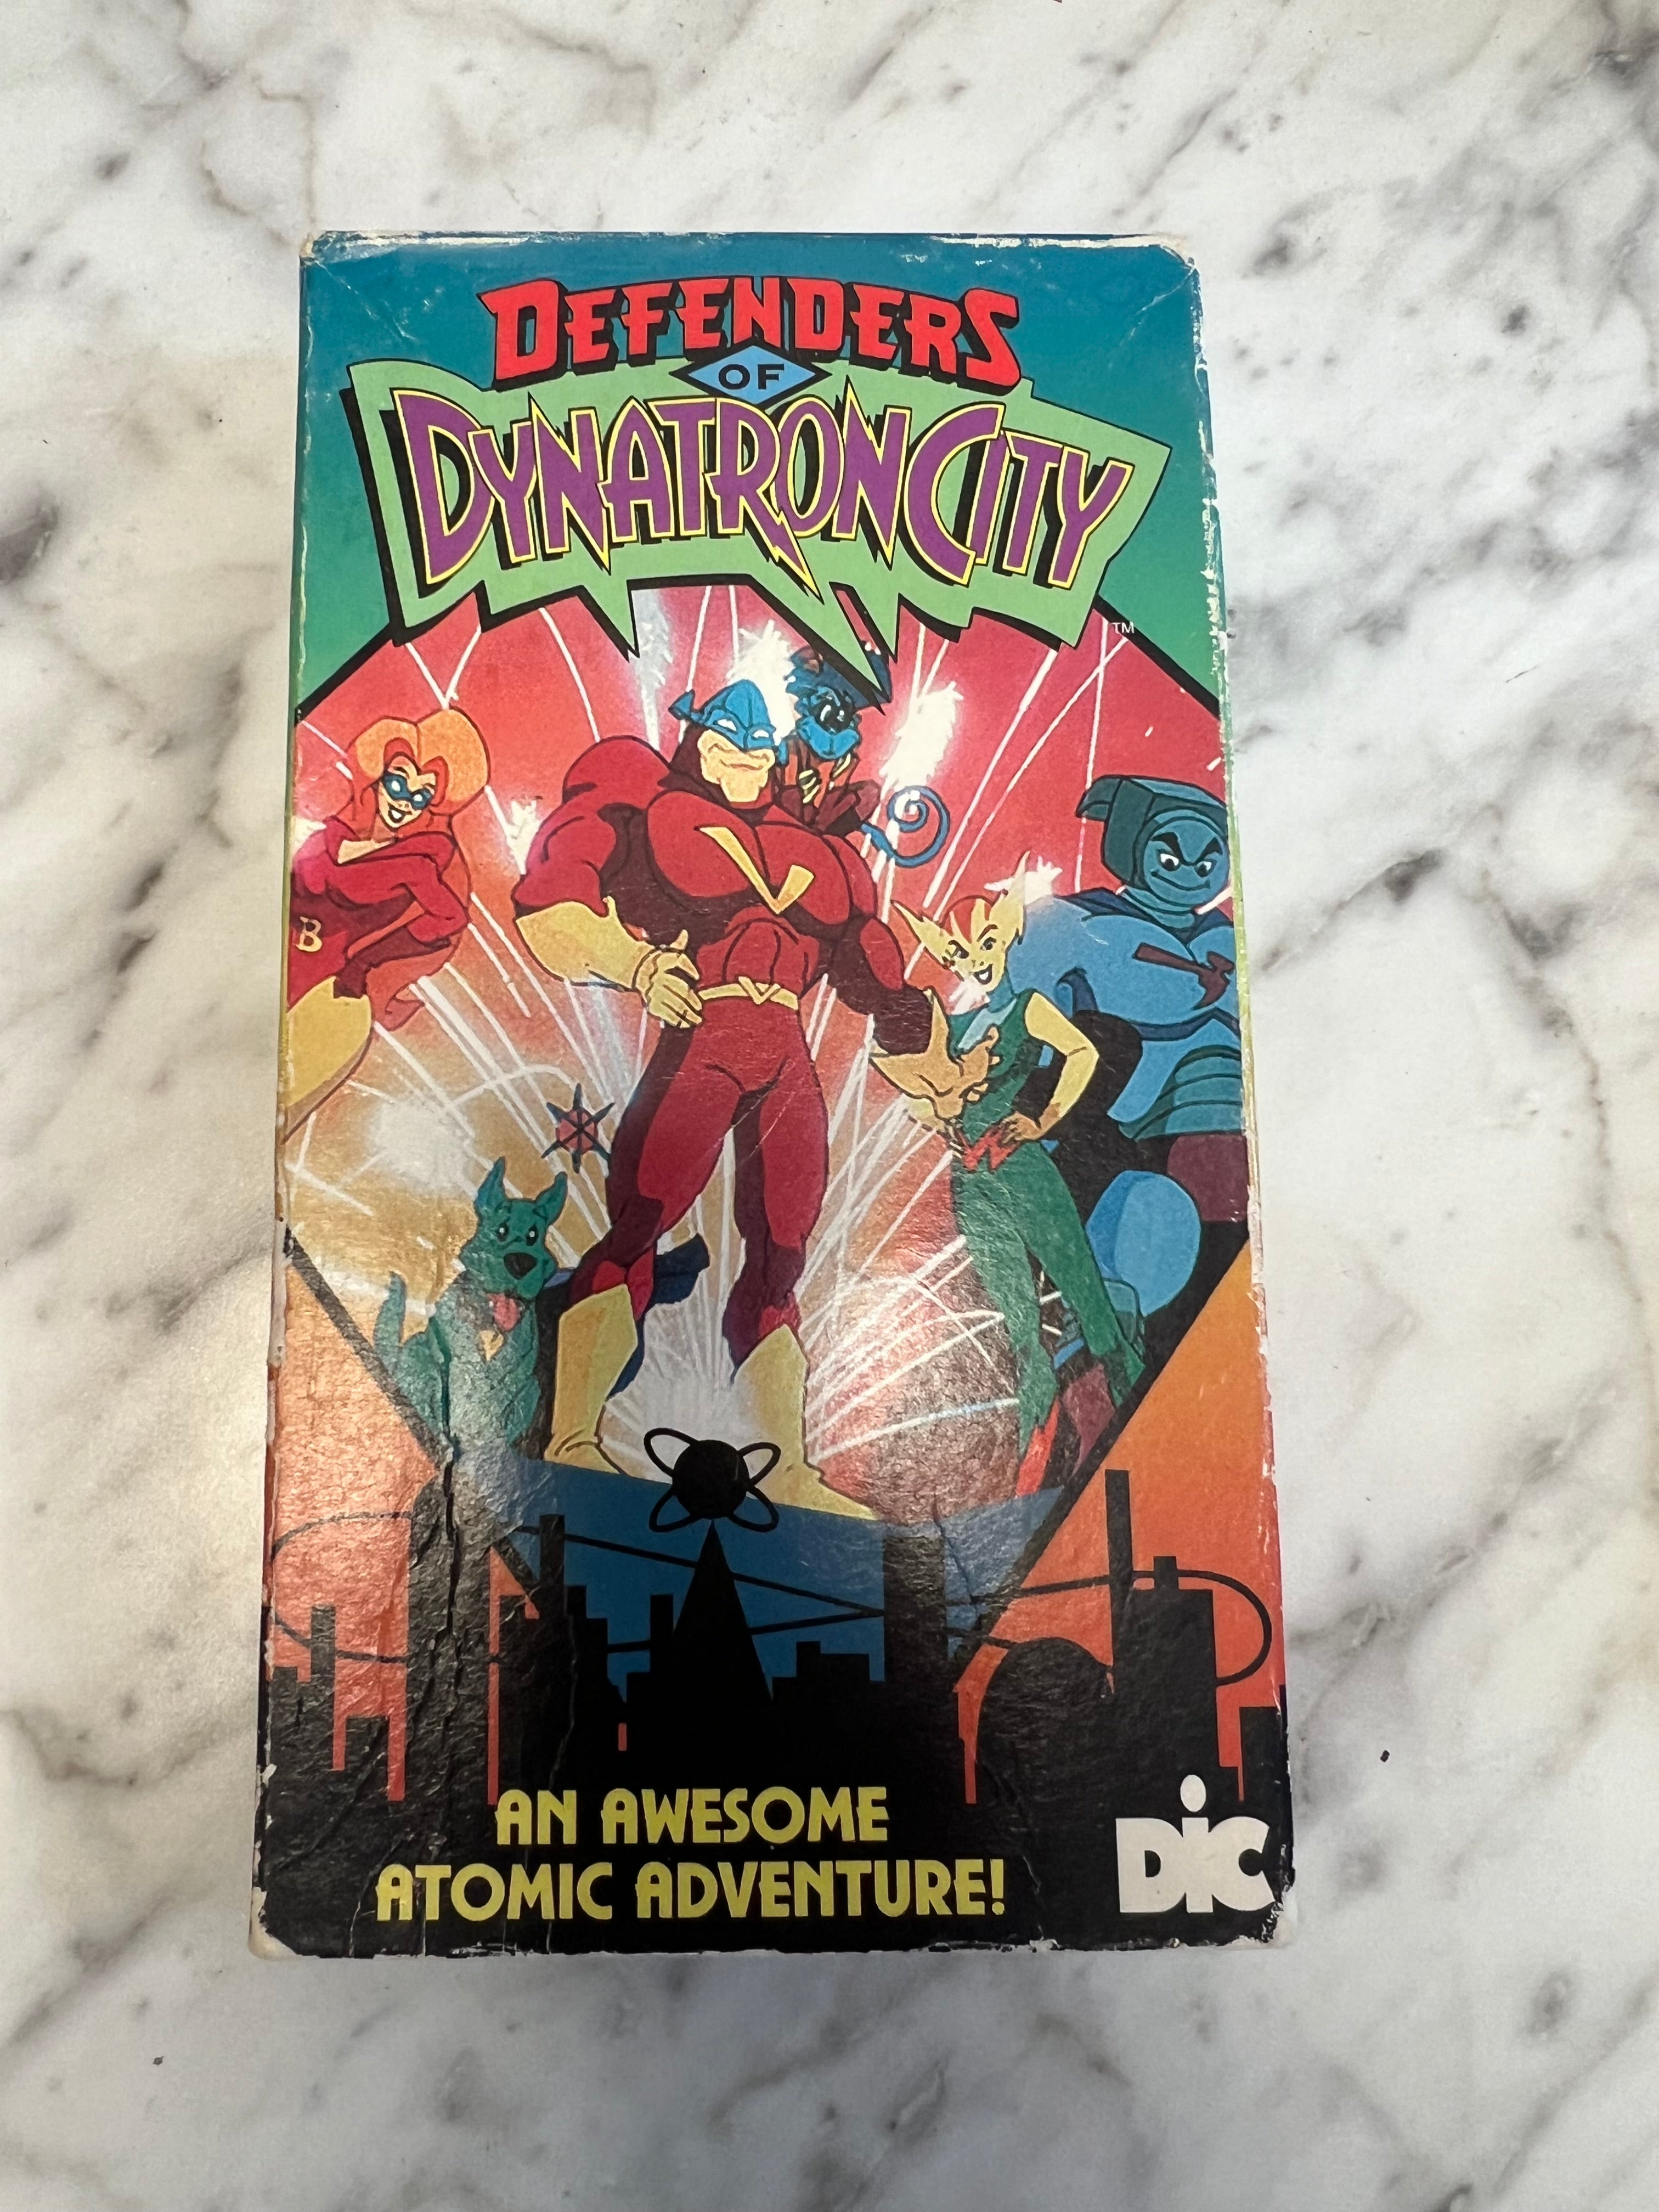 DEFENDERS
OF
DYNATRON CITY
TM
V
B
AN AWESOME
ATOMIC ADVENTURE!
DiC